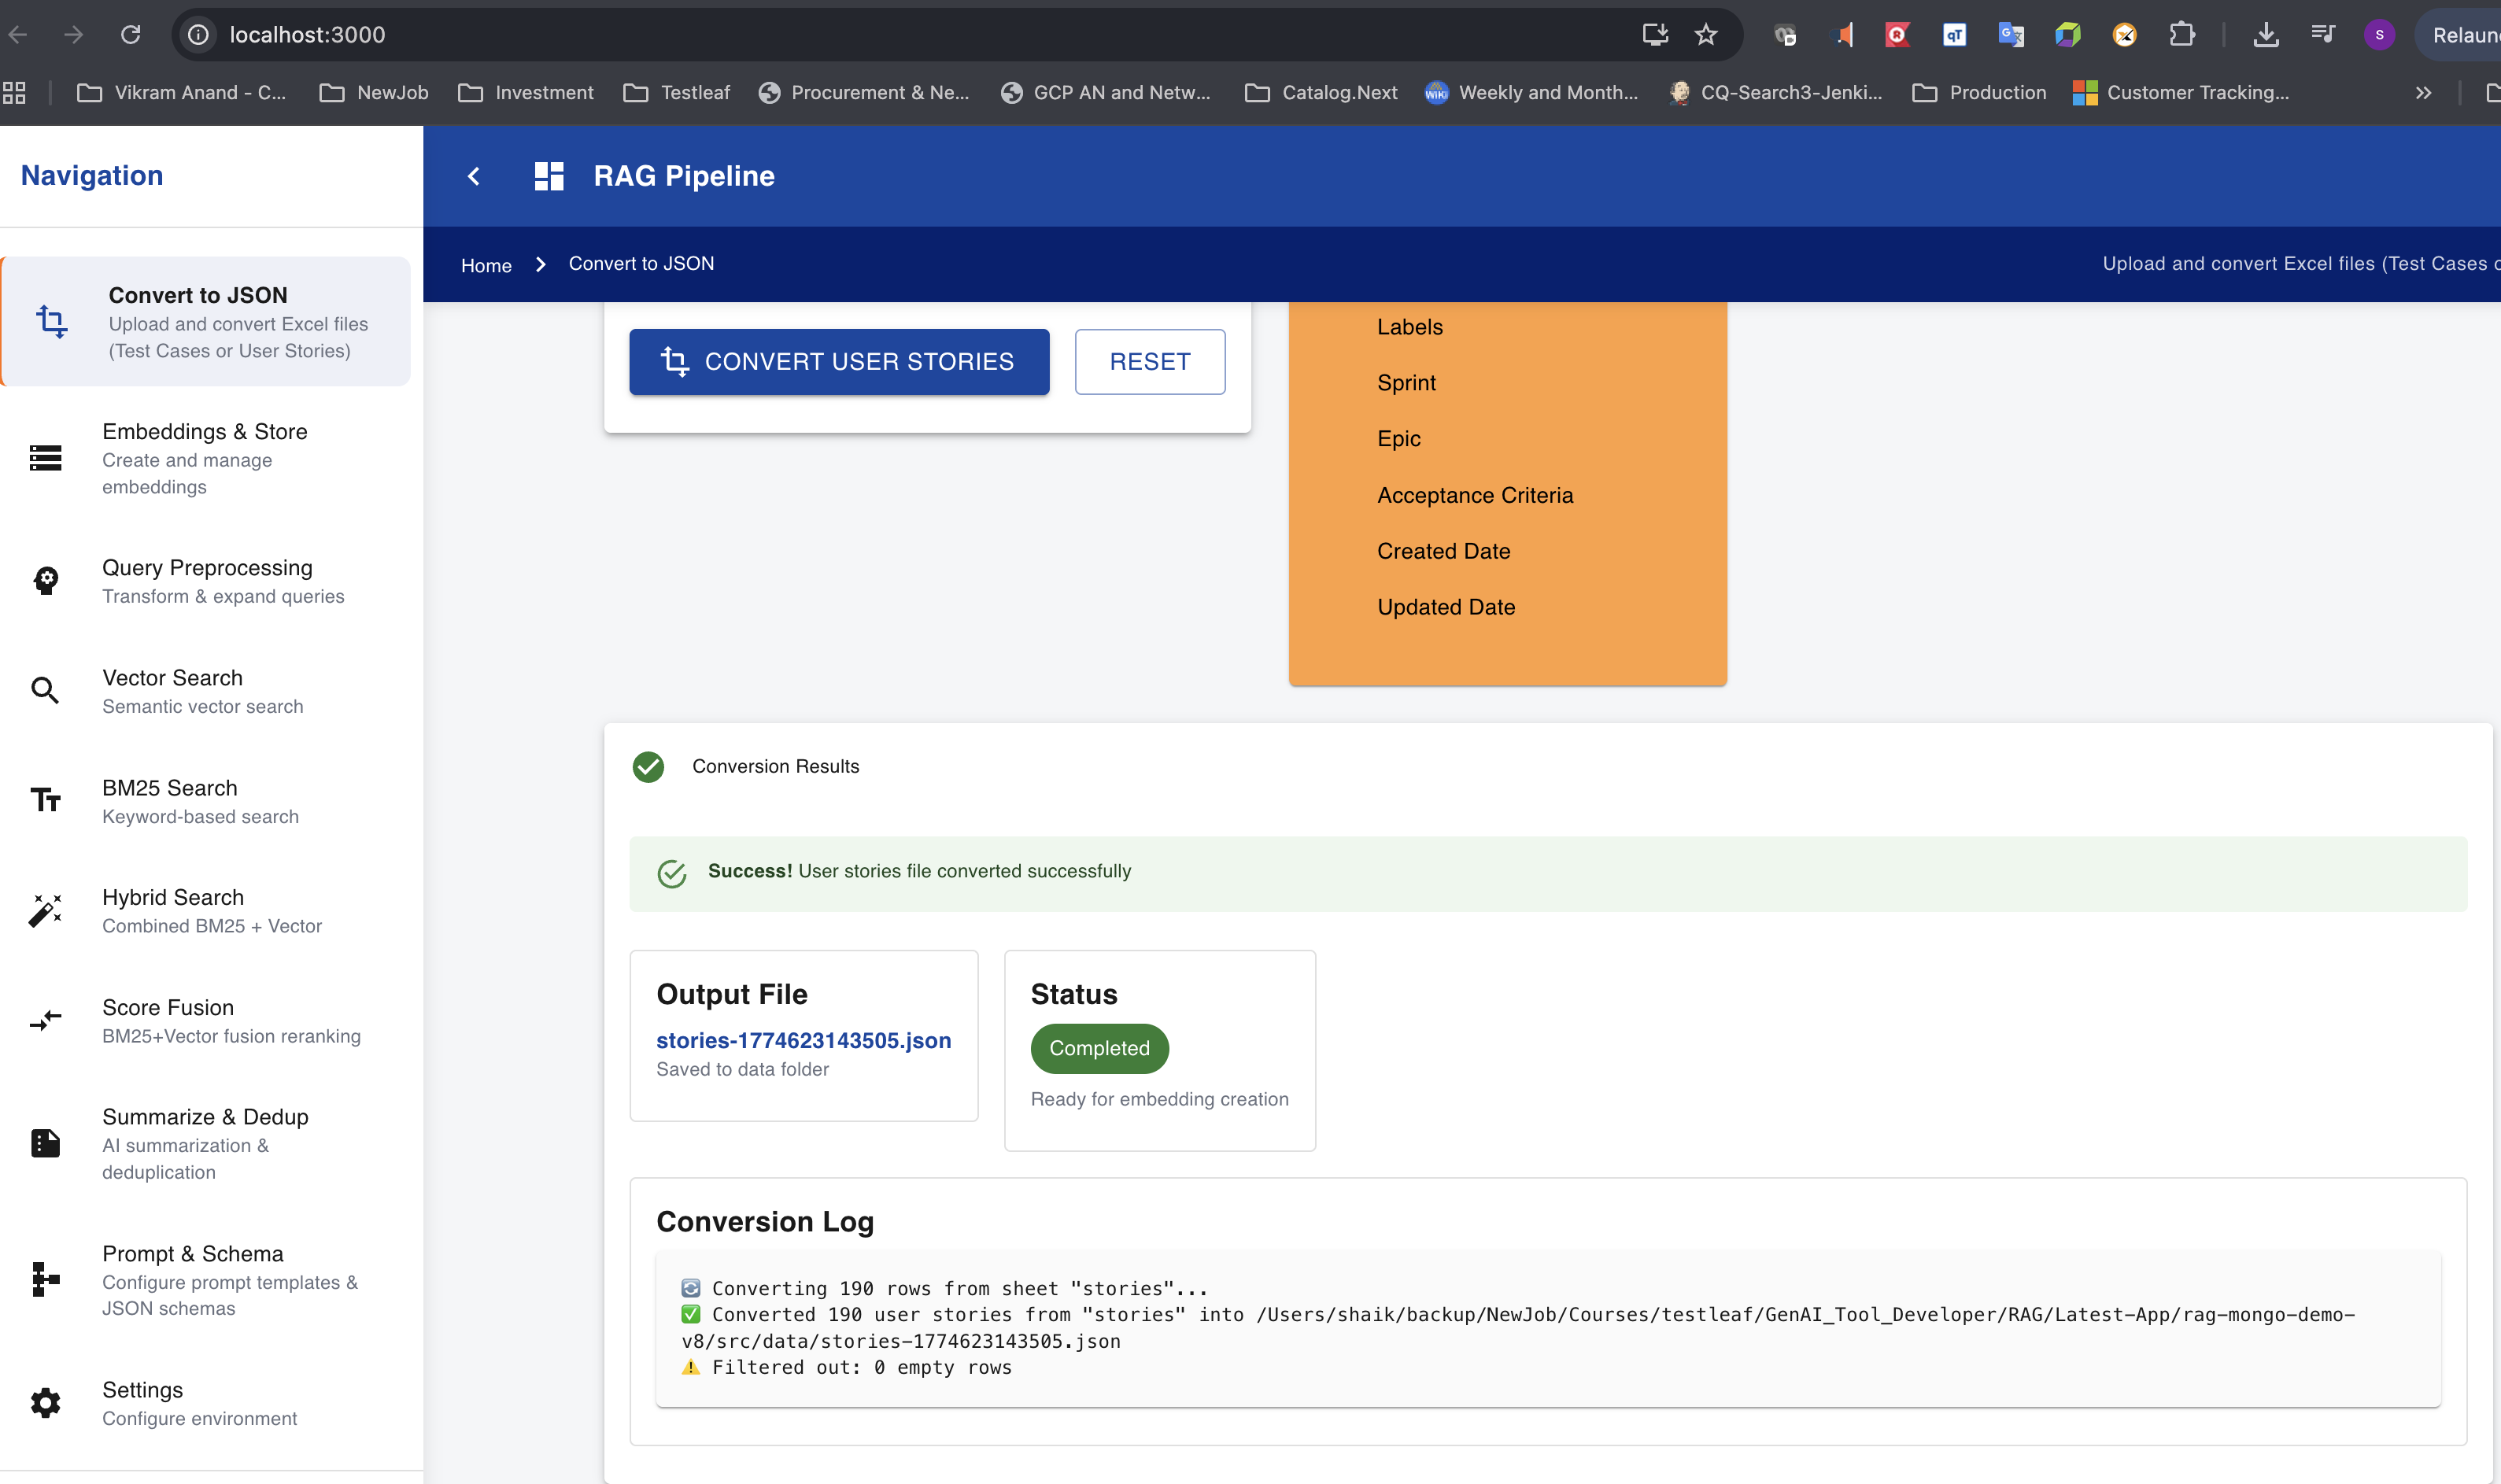 localhost:3000
Relaun
Vikram Anand - C...
NewJob
Investment
Testleaf
Procurement & Ne...
GCP AN and Netw...
Catalog.Next
Weekly and Month...
CQ-Search3-Jenki...
Production
Customer Tracking...
Navigation
RAG Pipeline
Home
Convert to JSON
Upload and convert Excel files (Test Cases o
Convert to JSON
Upload and convert Excel files
(Test Cases or User Stories)
Embeddings & Store
Create and manage
embeddings
Query Preprocessing
Transform & expand queries
Vector Search
Semantic vector search
BM25 Search
Keyword-based search
Hybrid Search
Combined BM25 + Vector
Score Fusion
BM25+Vector fusion reranking
Summarize & Dedup
AI summarization &
deduplication
Prompt & Schema
Configure prompt templates &
JSON schemas
Settings
Configure environment
CONVERT USER STORIES
RESET
Labels
Sprint
Epic
Acceptance Criteria
Created Date
Updated Date
Conversion Results
Success! User stories file converted successfully
Output File
stories-1774623143505.json
Saved to data folder
Status
Completed
Ready for embedding creation
Conversion Log
Converting 190 rows from sheet "stories"...
Converted 190 user stories from "stories" into /Users/shaik/backup/NewJob/Courses/testleaf/GenAI_Tool_Developer/RAG/Latest-App/rag-mongo-demo-
v8/src/data/stories-1774623143505.json
Filtered out: 0 empty rows